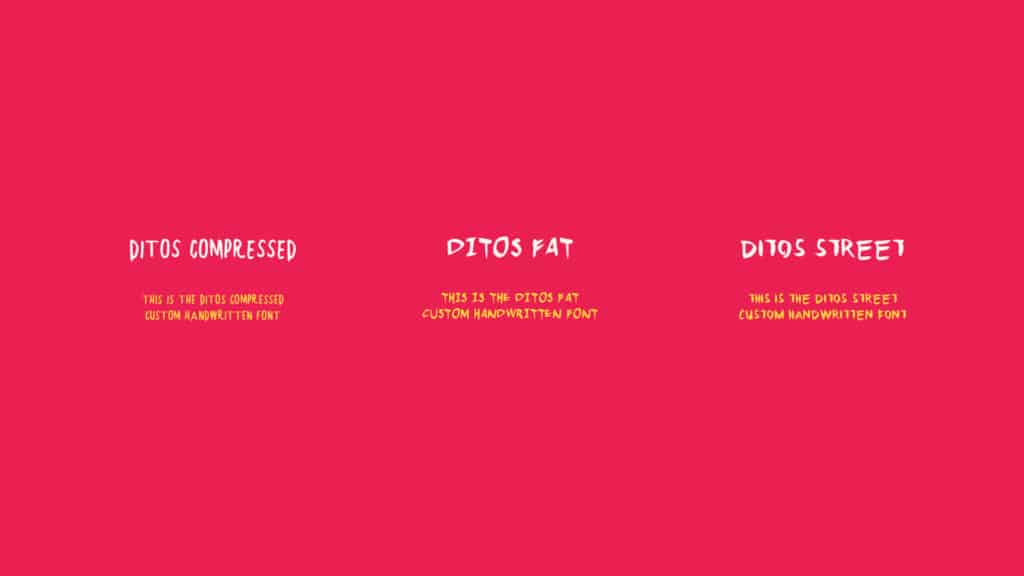 DITOS COMPRESSED
THIS IS THE DITOS COMPRESSED
CUSTOM HANDWRITTEN FONT
DITOS FAT
THIS IS THE DITOS FAT
CUSTOM HANDWRITTEN FONT
DITOS STREET
THIS IS THE DITOS STREET
CUSTOM HANDWRITTEN FONT